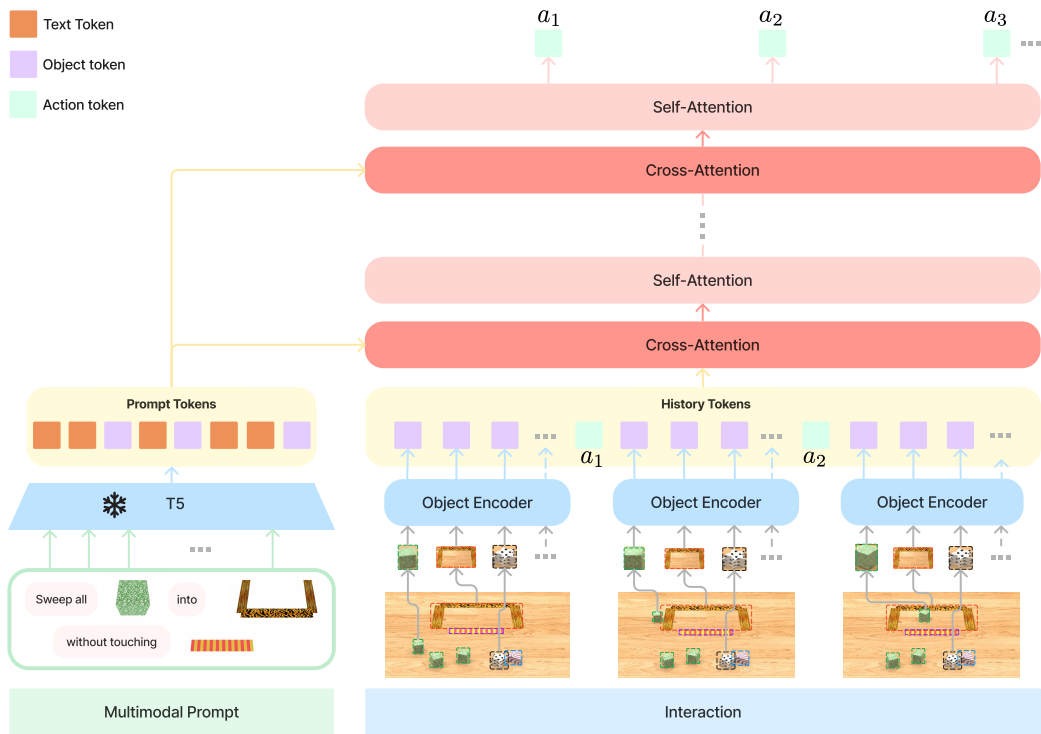 Text Token
Object token
Action token
a₁
a₂
a₃
Self-Attention
Cross-Attention
Self-Attention
Cross-Attention
Prompt Tokens
History Tokens
a₁
a₂
T5
Object Encoder
Object Encoder
Object Encoder
Sweep all
into
without touching
Multimodal Prompt
Interaction